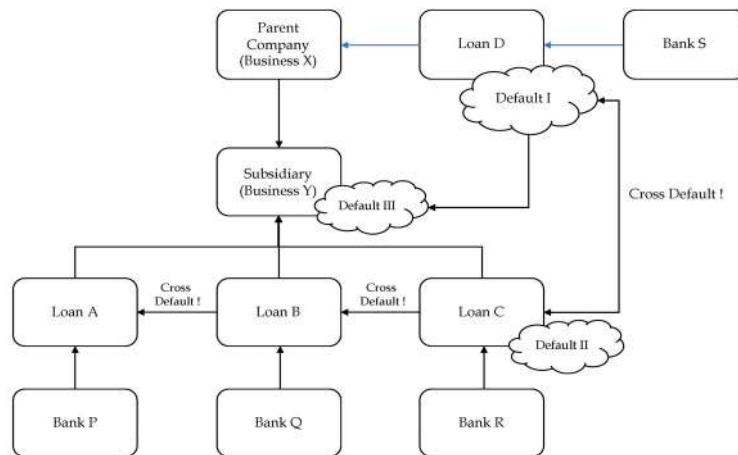 Parent
Company
(Business X)
Loan D
Bank S
Default I
Subsidiary
(Business Y)
Default III
Cross Default !
Loan A
Cross
Default !
Loan B
Cross
Default !
Loan C
Default II
Bank P
Bank Q
Bank R